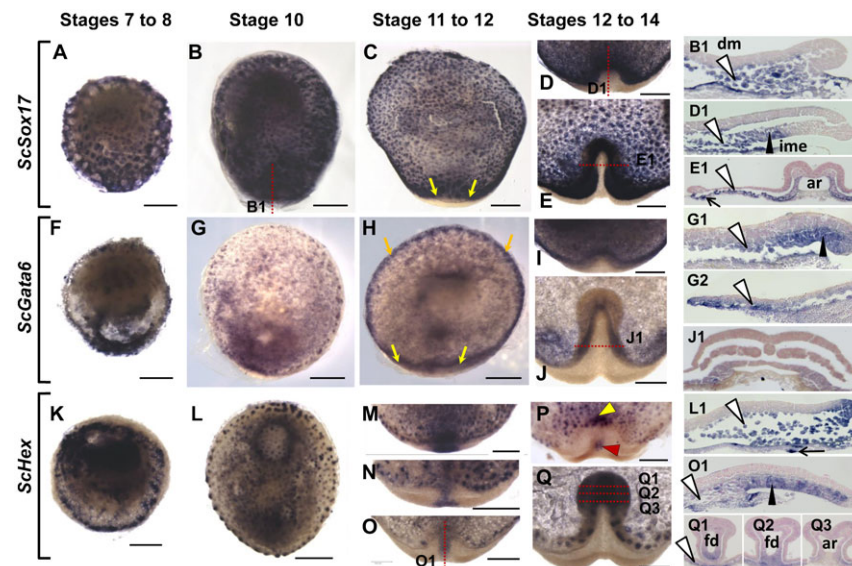 Stages 7 to 8 Stage 10 Stage 11 to 12 Stages 12 to 14
ScSox17
A B C D D1
B1
E E1
ScGata6
F G H I
J J1
ScHex
K L M P
N
O O1
Q Q1
Q2
Q3
B1 dm
D1 ime
E1 ar
G1
G2
J1
L1
O1
Q1 fd Q2 fd Q3 ar